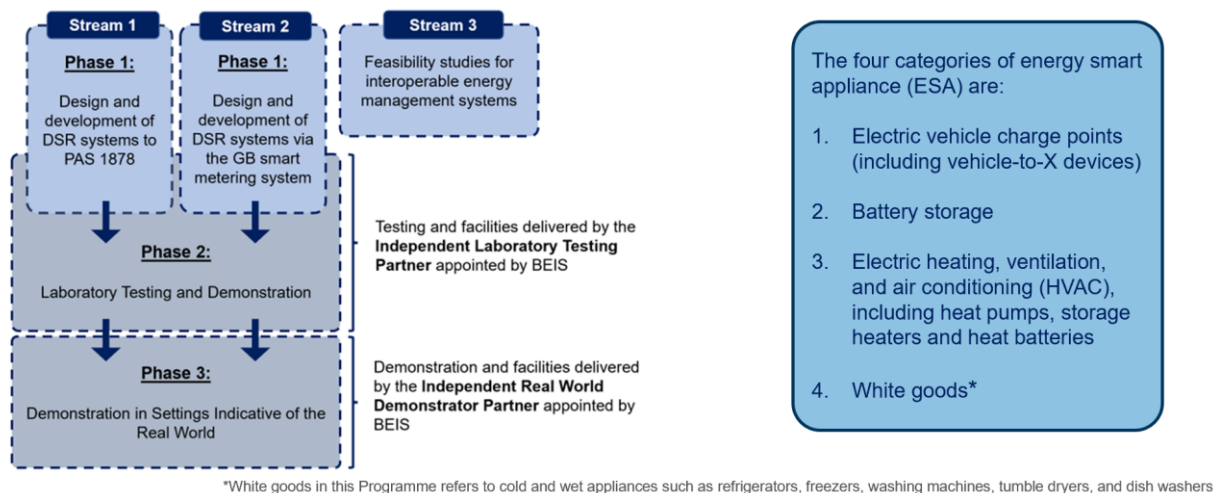 Stream 1
Phase 1:
Design and
development of
DSR systems to
PAS 1878
Stream 2
Phase 1:
Design and
development of
DSR systems via
the GB smart
metering system
Stream 3
Feasibility studies for
interoperable energy
management systems
Phase 2:
Laboratory Testing and Demonstration
Testing and facilities delivered by the
Independent Laboratory Testing
Partner appointed by BEIS
Phase 3:
Demonstration in Settings Indicative of the
Real World
Demonstration and facilities delivered
by the Independent Real World
Demonstrator Partner appointed by
BEIS
The four categories of energy smart
appliance (ESA) are:
1. Electric vehicle charge points
(including vehicle-to-X devices)
2. Battery storage
3. Electric heating, ventilation,
and air conditioning (HVAC),
including heat pumps, storage
heaters and heat batteries
4. White goods*
*White goods in this Programme refers to cold and wet appliances such as refrigerators, freezers, washing machines, tumble dryers, and dish washers